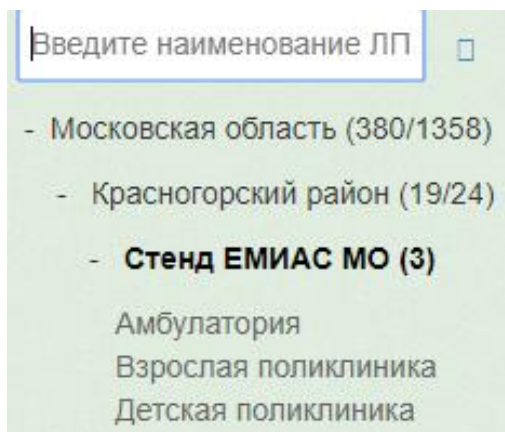 Введите наименование ЛП
- Московская область (380/1358)
- Красногорский район (19/24)
- Стенд ЕМИАС МО (3)
Амбулатория
Взрослая поликлиника
Детская поликлиника